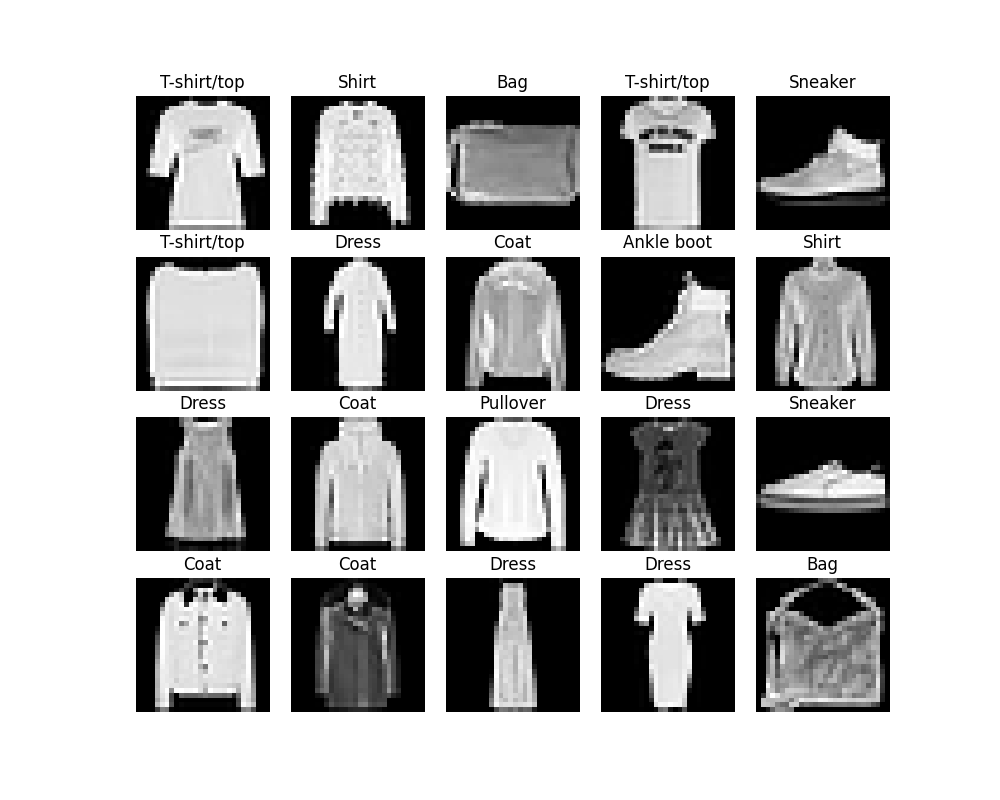 T-shirt/top Shirt Bag T-shirt/top Sneaker
T-shirt/top Dress Coat Ankle boot Shirt
Dress Coat Pullover Dress Sneaker
Coat Coat Dress Dress Bag